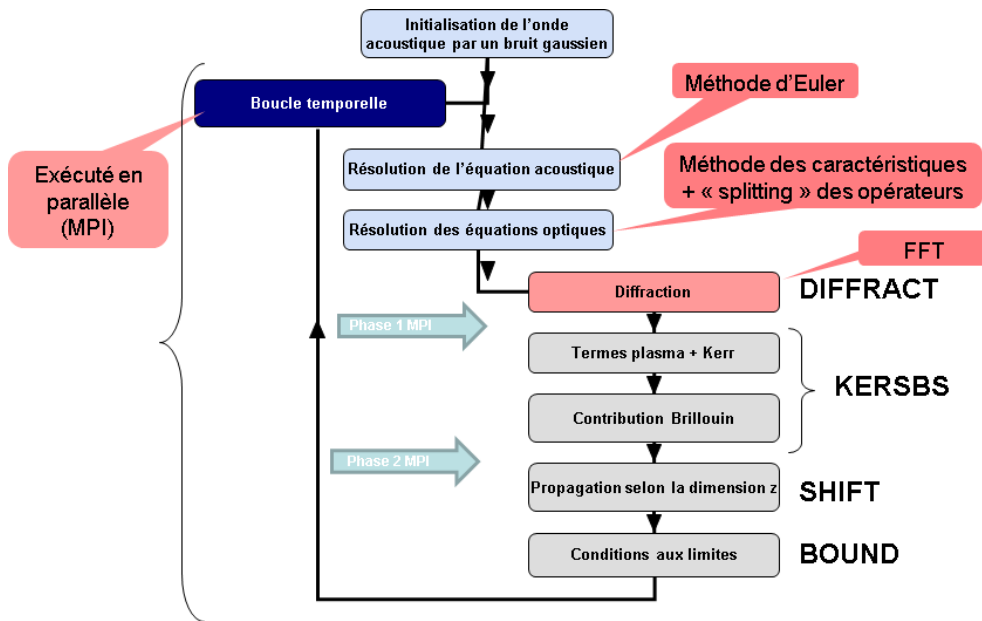 Initialisation de l'onde
acoustique par un bruit gaussien
Boucle temporelle
Méthode d'Euler
Exécuté en
parallèle
(MPI)
Résolution de l'équation acoustique
Méthode des caractéristiques
+ « splitting » des opérateurs
Résolution des équations optiques
FFT
Diffraction
DIFFRACT
Phase 1 MPI
Termes plasma + Kerr
KERSBS
Contribution Brillouin
Phase 2 MPI
Propagation selon la dimension z
SHIFT
Conditions aux limites
BOUND